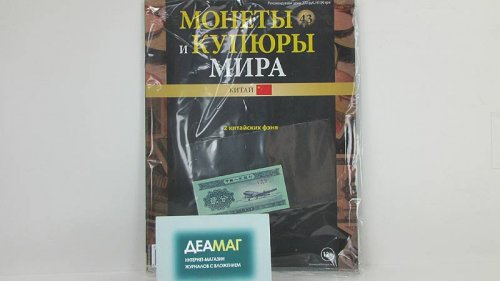 МОНЕТЫ
43
И КУПЮРЫ
МИРА
КИТАЙ
2 китайских фэня
ДЕАМАГ
ИНТЕРНЕТ-МАГАЗИН
ЖУРНАЛОВ С ВЛОЖЕНИЕМ